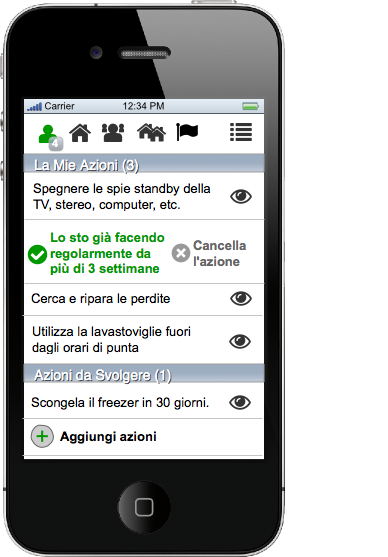 Carrier 12:34 PM
4
La Mie Azioni (3)
Spegnere le spie standby della
TV, stereo, computer, etc.
Lo sto già facendo
regolarmente da
più di 3 settimane
Cancella
l'azione
Cerca e ripara le perdite
Utilizza la lavastoviglie fuori
dagli orari di punta
Azioni da Svolgere (1)
Scongela il freezer in 30 giorni.
Aggiungi azioni